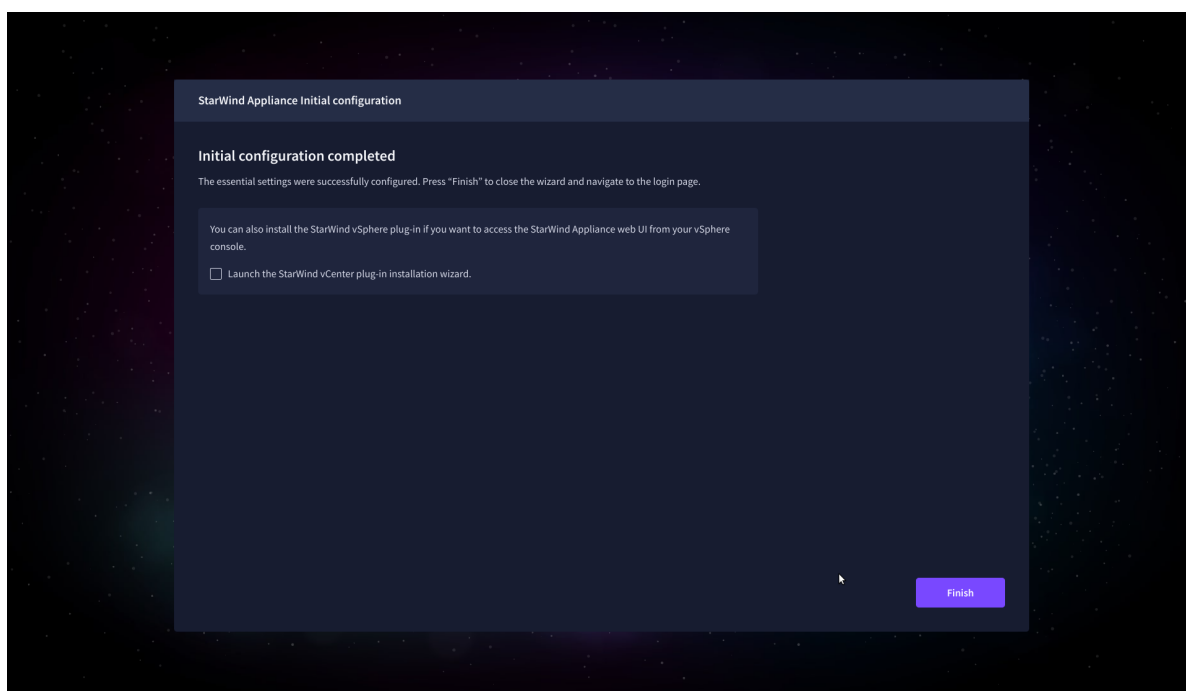 StarWind Appliance Initial configuration
Initial configuration completed
The essential settings were successfully configured. Press “Finish” to close the wizard and navigate to the login page.
You can also install the StarWind vSphere plug-in if you want to access the StarWind Appliance web UI from your vSphere
console.
Launch the StarWind vCenter plug-in installation wizard.
Finish